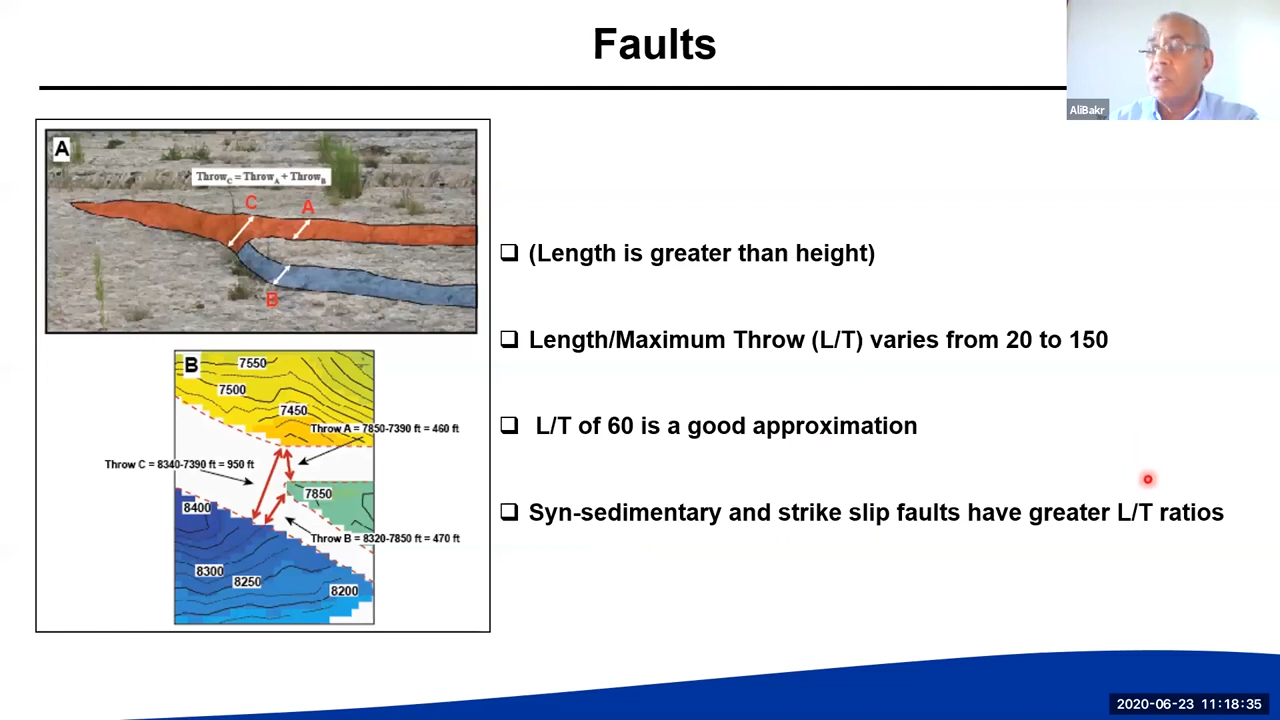 Faults
AliBakr
A
Throw_C = Throw_A + Throw_B
C
A
B
B
7550
7500
7450
Throw A = 7850-7390 ft = 460 ft
Throw C = 8340-7390 ft = 950 ft
7850
8400
Throw B = 8320-7850 ft = 470 ft
8300
8250
8200
(Length is greater than height)
Length/Maximum Throw (L/T) varies from 20 to 150
L/T of 60 is a good approximation
Syn-sedimentary and strike slip faults have greater L/T ratios
2020-06-23 11:18:35